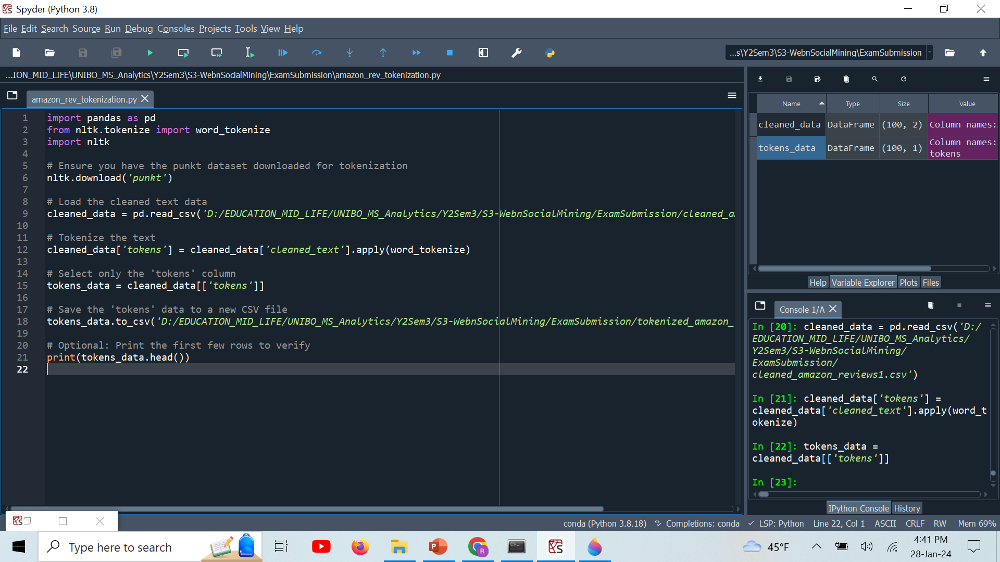 Spyder (Python 3.8)
File Edit Search Source Run Debug Consoles Projects Tools View Help
...s\Y2Sem3\S3-WebnSocialMining\ExamSubmission
...ION_MID_LIFE\UNIBO_MS_Analytics\Y2Sem3\S3-WebnSocialMining\ExamSubmission\amazon_rev_tokenization.py
amazon_rev_tokenization.py
1 import pandas as pd
2 from nltk.tokenize import word_tokenize
3 import nltk
4
5 # Ensure you have the punkt dataset downloaded for tokenization
6 nltk.download('punkt')
7
8 # Load the cleaned text data
9 cleaned_data = pd.read_csv('D:/EDUCATION_MID_LIFE/UNIBO_MS_Analytics/Y2Sem3/S3-WebnSocialMining/ExamSubmission/cleaned_a
10
11 # Tokenize the text
12 cleaned_data['tokens'] = cleaned_data['cleaned_text'].apply(word_tokenize)
13
14 # Select only the 'tokens' column
15 tokens_data = cleaned_data[['tokens']]
16
17 # Save the 'tokens' data to a new CSV file
18 tokens_data.to_csv('D:/EDUCATION_MID_LIFE/UNIBO_MS_Analytics/Y2Sem3/S3-WebnSocialMining/ExamSubmission/tokenized_amazon_
19
20 # Optional: Print the first few rows to verify
21 print(tokens_data.head())
22
Name Type Size Value
cleaned_data DataFrame (100, 2) Column names:
tokens_data DataFrame (100, 1) Column names:
tokens
Help Variable Explorer Plots Files
Console 1/A
In [20]: cleaned_data = pd.read_csv('D:/
EDUCATION_MID_LIFE/UNIBO_MS_Analytics/
Y2Sem3/S3-WebnSocialMining/
ExamSubmission/
cleaned_amazon_reviews1.csv')
In [21]: cleaned_data['tokens'] =
cleaned_data['cleaned_text'].apply(word_t
okenize)
In [22]: tokens_data =
cleaned_data[['tokens']]
In [23]:
IPython Console History
conda (Python 3.8.18) Completions: conda LSP: Python Line 22, Col 1 ASCII CRLF RW Mem 69%
Type here to search
45°F
4:41 PM
28-Jan-24